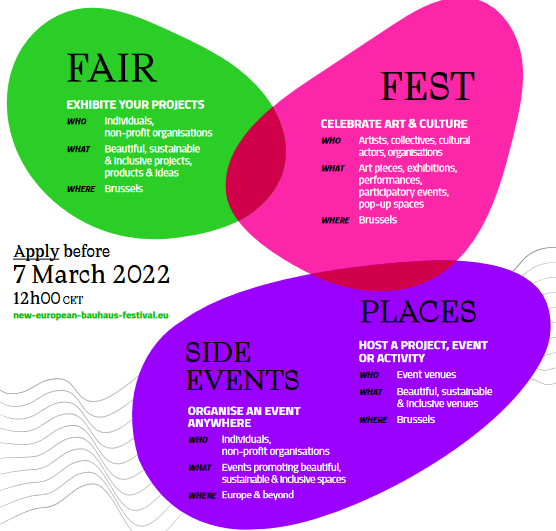 FAIR
EXHIBITE YOUR PROJECTS
WHO Individuals,
non-profit organisations
WHAT Beautiful, sustainable
& inclusive projects,
products & ideas
WHERE Brussels
FEST
CELEBRATE ART & CULTURE
WHO Artists, collectives, cultural
actors, organisations
WHAT Art pieces, exhibitions,
performances,
participatory events,
pop-up spaces
WHERE Brussels
Apply before
7 March 2022
12h00 CET
new-european-bauhaus-festival.eu
PLACES
HOST A PROJECT, EVENT
OR ACTIVITY
WHO Event venues
WHAT Beautiful, sustainable
& inclusive venues
WHERE Brussels
SIDE
EVENTS
ORGANISE AN EVENT
ANYWHERE
WHO Individuals,
non-profit organisations
WHAT Events promoting beautiful,
sustainable & inclusive spaces
WHERE Europe & beyond